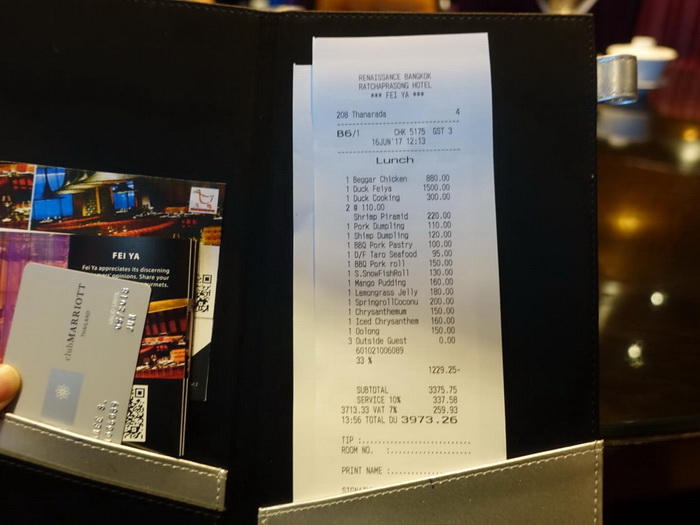 RENAISSANCE BANGKOK
RATCHAPRASONG HOTEL
*** FEI YA ***
208 Thanarada 4
B6/1 CHK 5175 GST 3
16JUN'17 12:13
Lunch
1 Beggar Chicken 880.00
1 Duck Feiya 1500.00
1 Duck Cooking 300.00
2 @ 110.00
Shrimp Piramid 220.00
1 Pork Dumpling 110.00
1 Shimp Dumpling 120.00
1 BBQ Pork Pastry 100.00
1 D/F Taro Seafood 95.00
1 BBQ Pork roll 150.00
1 S.SnowFishRoll 130.00
1 Mango Pudding 160.00
1 Lemongrass Jelly 180.00
1 SpringrollCoconu 200.00
1 Chrysanthemum 150.00
1 Iced Chrysanthem 160.00
1 Oolong 150.00
3 Outside Guest 0.00
601021006089
33 %
1229.25-
SUBTOTAL 3375.75
SERVICE 10% 337.58
3713.33 VAT 7% 259.93
13:56 TOTAL DU 3973.26
TIP :
ROOM NO. :
PRINT NAME :
FEI YA
Fei Ya appreciates its discerning
opinions. Share your
clubMARRIOTT
THAILAND